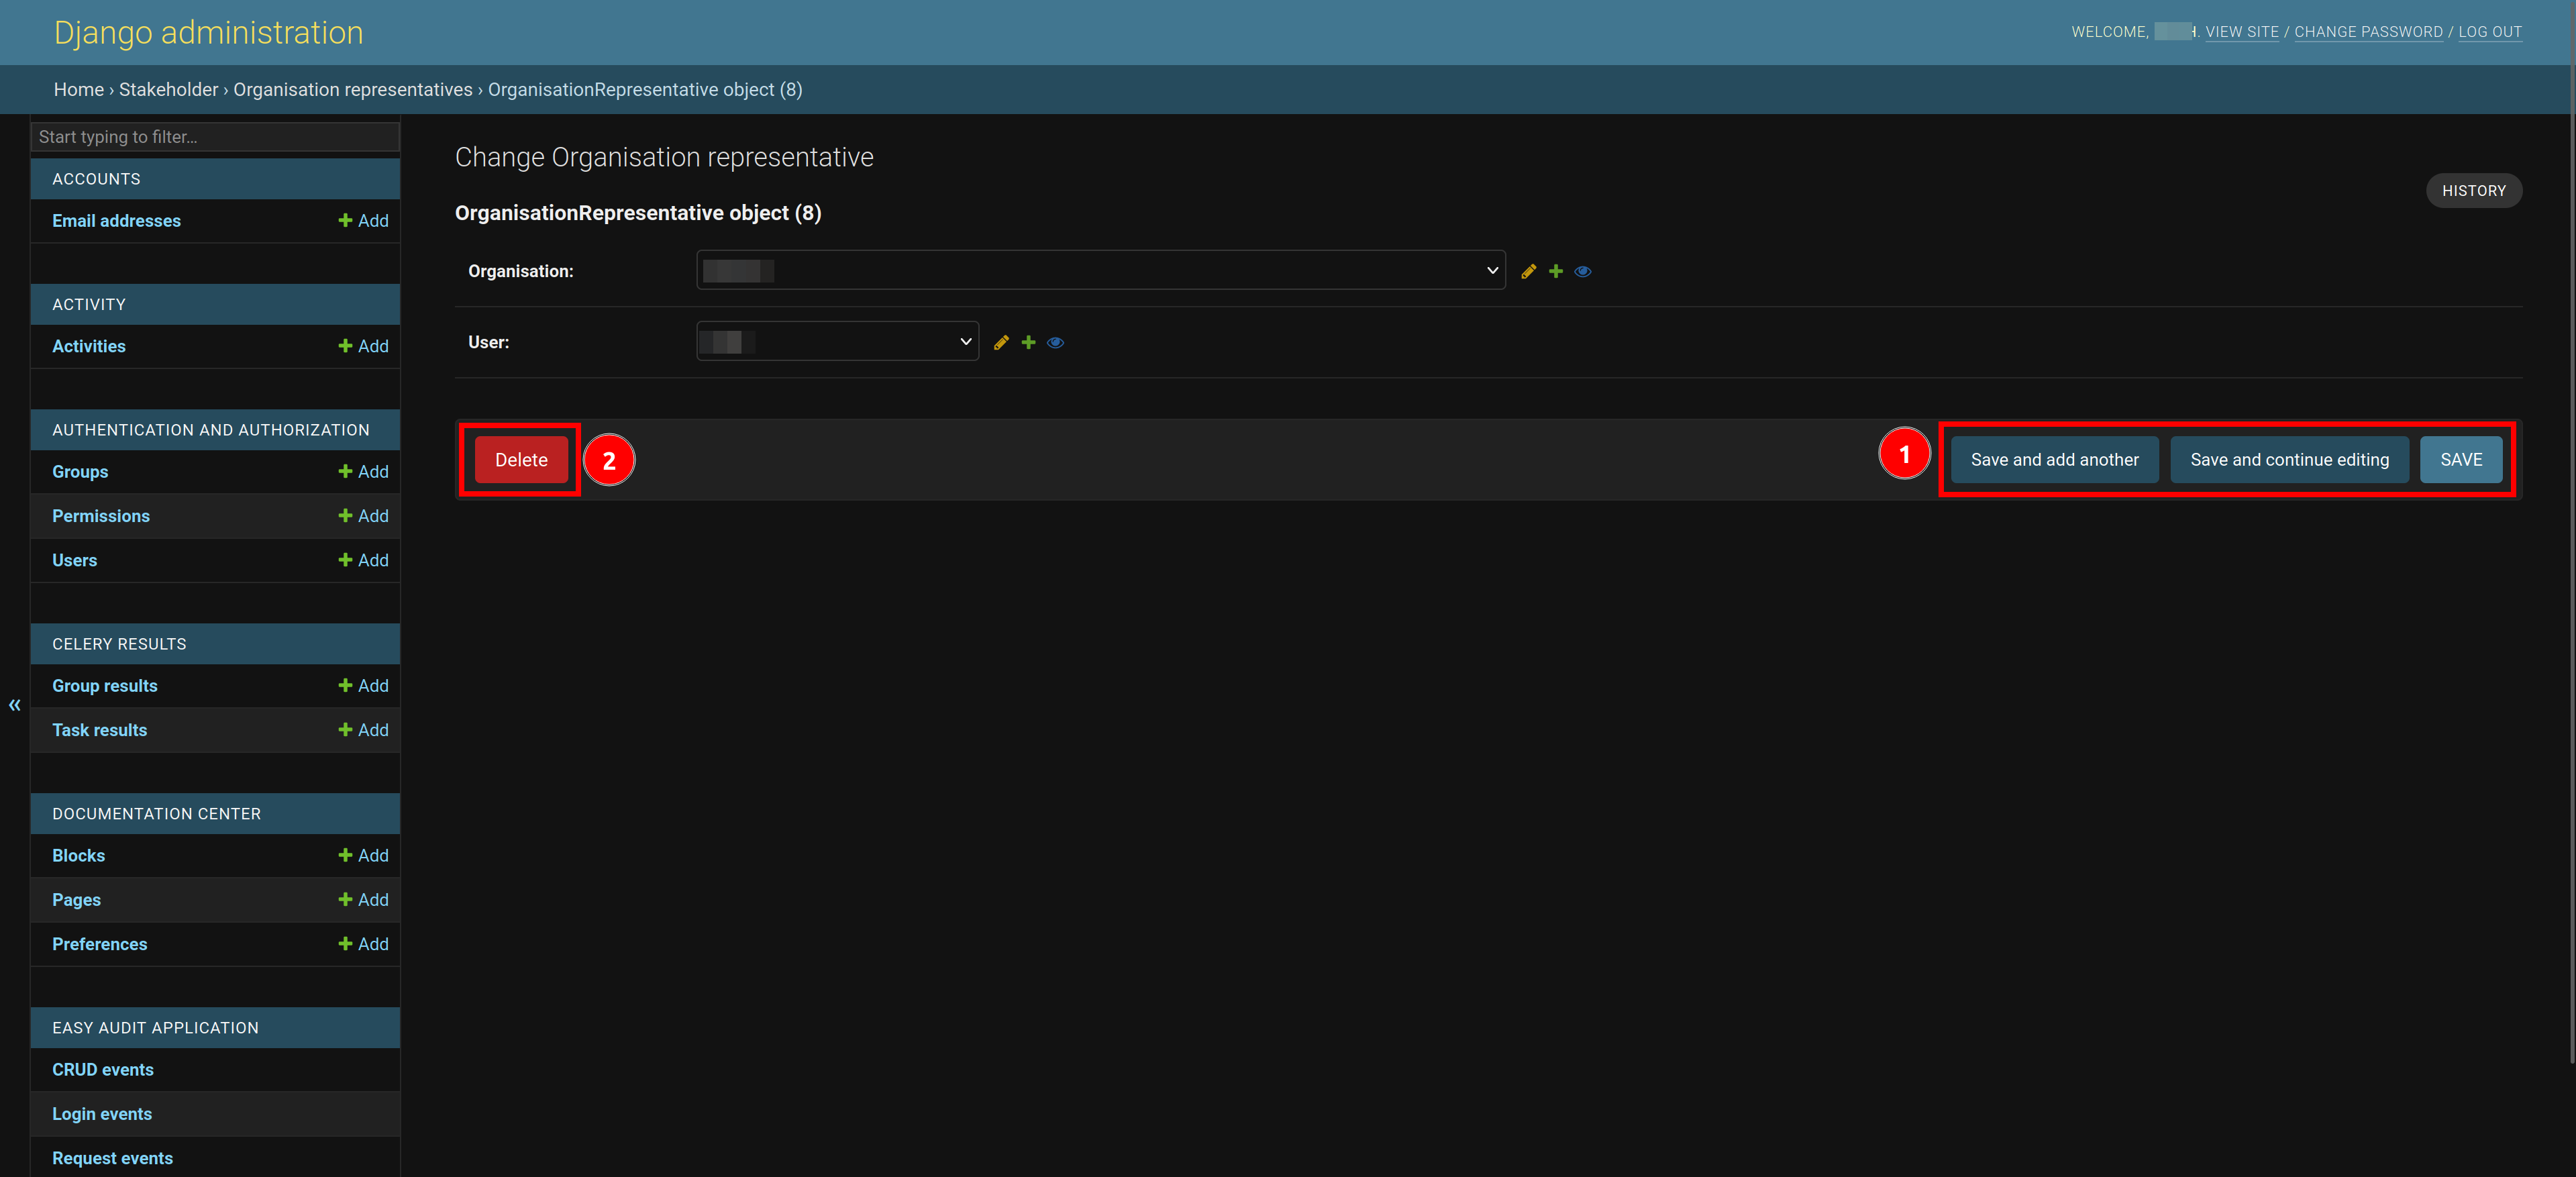 Django administration
WELCOME, VIEW SITE / CHANGE PASSWORD / LOG OUT
Home › Stakeholder › Organisation representatives › OrganisationRepresentative object (8)
Start typing to filter...
ACCOUNTS
Email addresses + Add
ACTIVITY
Activities + Add
AUTHENTICATION AND AUTHORIZATION
Groups + Add
Permissions + Add
Users + Add
CELERY RESULTS
Group results + Add
Task results + Add
DOCUMENTATION CENTER
Blocks + Add
Pages + Add
Preferences + Add
EASY AUDIT APPLICATION
CRUD events
Login events
Request events
«
Change Organisation representative
HISTORY
OrganisationRepresentative object (8)
Organisation:
User:
Delete 2 1 Save and add another Save and continue editing SAVE